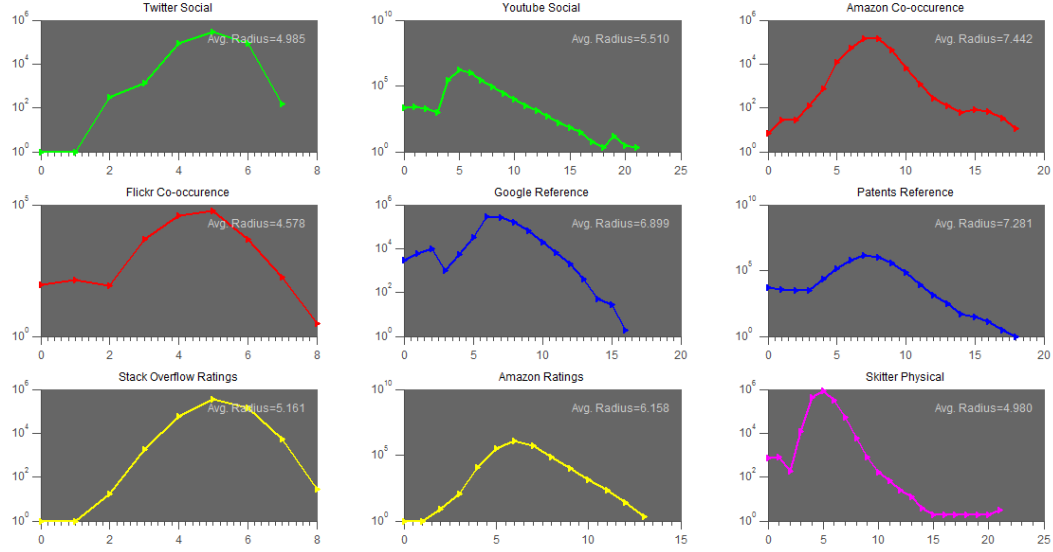 Twitter Social
10^6
10^4
10^2
10^0
Avg. Radius=4.985
0 2 4 6 8
Youtube Social
10^10
10^5
10^0
Avg. Radius=5.510
0 5 10 15 20 25
Amazon Co-occurence
10^6
10^4
10^2
10^0
Avg. Radius=7.442
0 5 10 15 20
Flickr Co-occurence
10^5
10^0
Avg. Radius=4.578
0 2 4 6 8
Google Reference
10^6
10^4
10^2
10^0
Avg. Radius=6.899
0 5 10 15 20
Patents Reference
10^10
10^5
10^0
Avg. Radius=7.281
0 5 10 15 20
Stack Overflow Ratings
10^6
10^4
10^2
10^0
Avg. Radius=5.161
0 2 4 6 8
Amazon Ratings
10^10
10^5
10^0
Avg. Radius=6.158
0 5 10 15
Skitter Physical
10^6
10^4
10^2
10^0
Avg. Radius=4.980
0 5 10 15 20 25